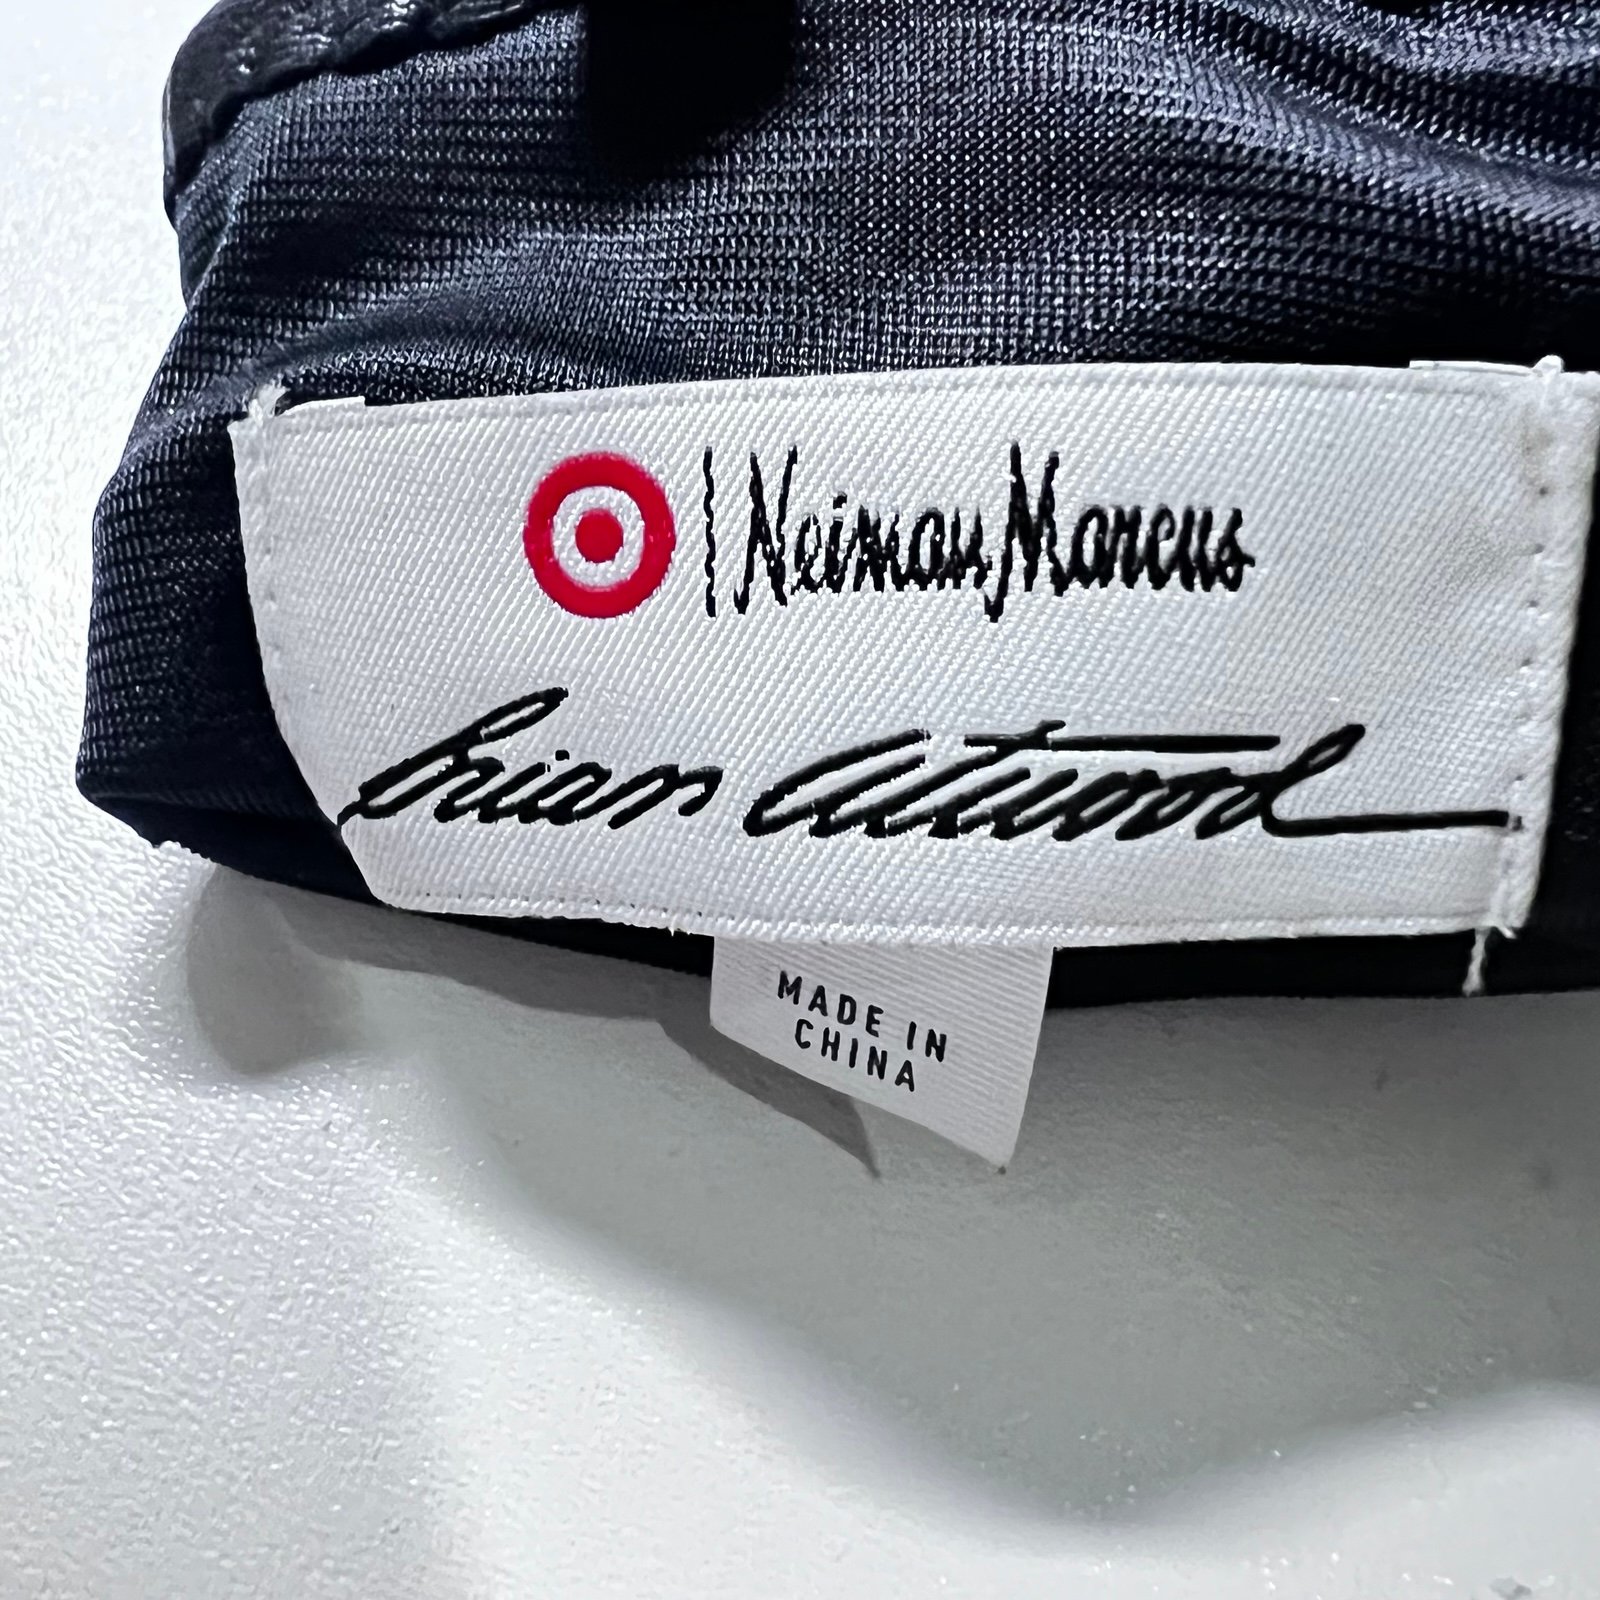 | Neiman Marcus
brian atwood
MADE IN
CHINA